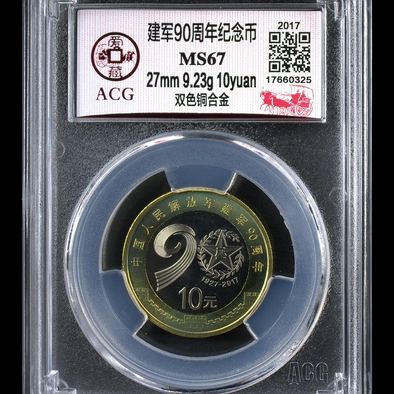 爱藏
ACG
建军90周年纪念币
MS67
27mm 9.23g 10yuan
双色铜合金
2017
17660325
中国人民解放军建军90周年
1927-2017
10元
ACG